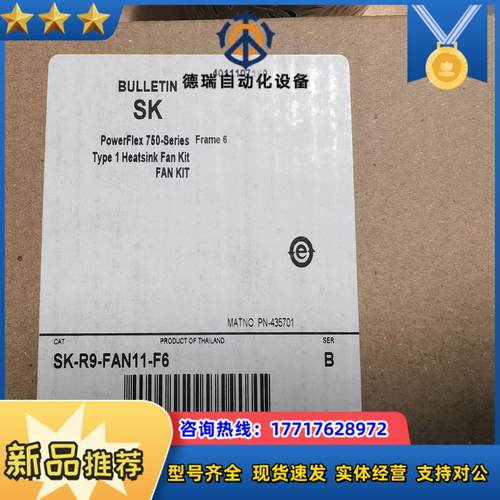 BULLETIN
SK
德瑞自动化设备
PowerFlex 750-Series Frame 6
Type 1 Heatsink Fan Kit
FAN KIT
MATNO. PN-435701
CAT PRODUCT OF THAILAND SER
SK-R9-FAN11-F6 B
咨询热线：17717628972
新品推荐
型号齐全 现货速发 实体经营 支持对公